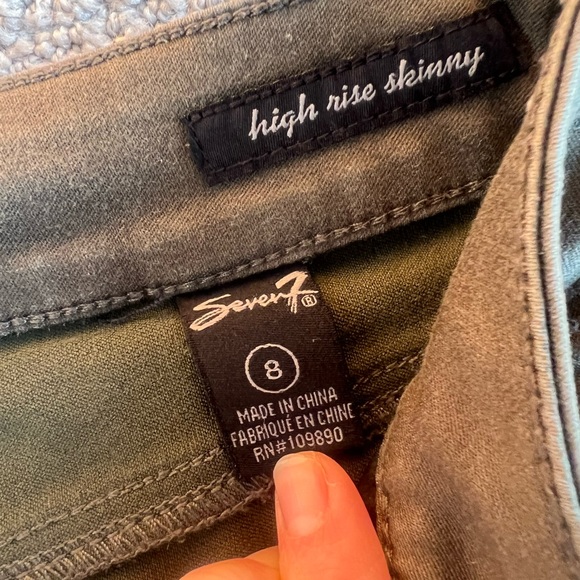 high rise skinny
Seven7®
8
MADE IN CHINA
FABRIQUÉ EN CHINE
RN#109890